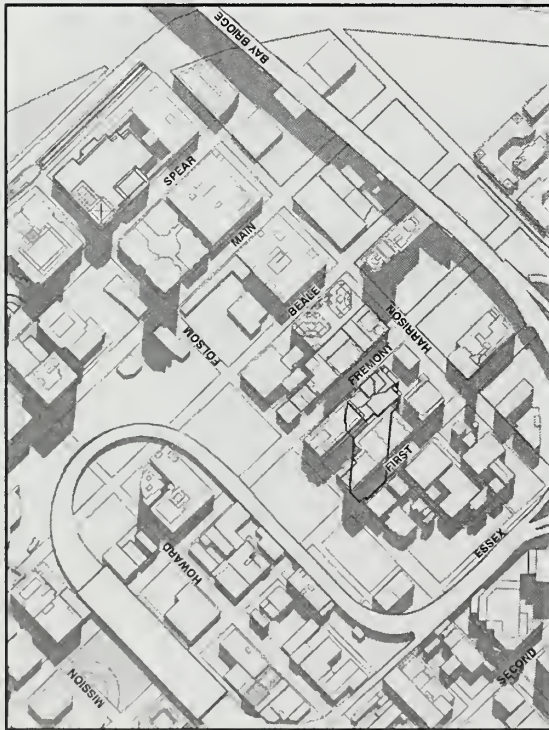 BAY BRIDGE
SPEAR
MAIN
FOLSOM
BEALE
HARRISON
FREMONT
FIRST
HOWARD
ESSEX
MISSION
SECOND